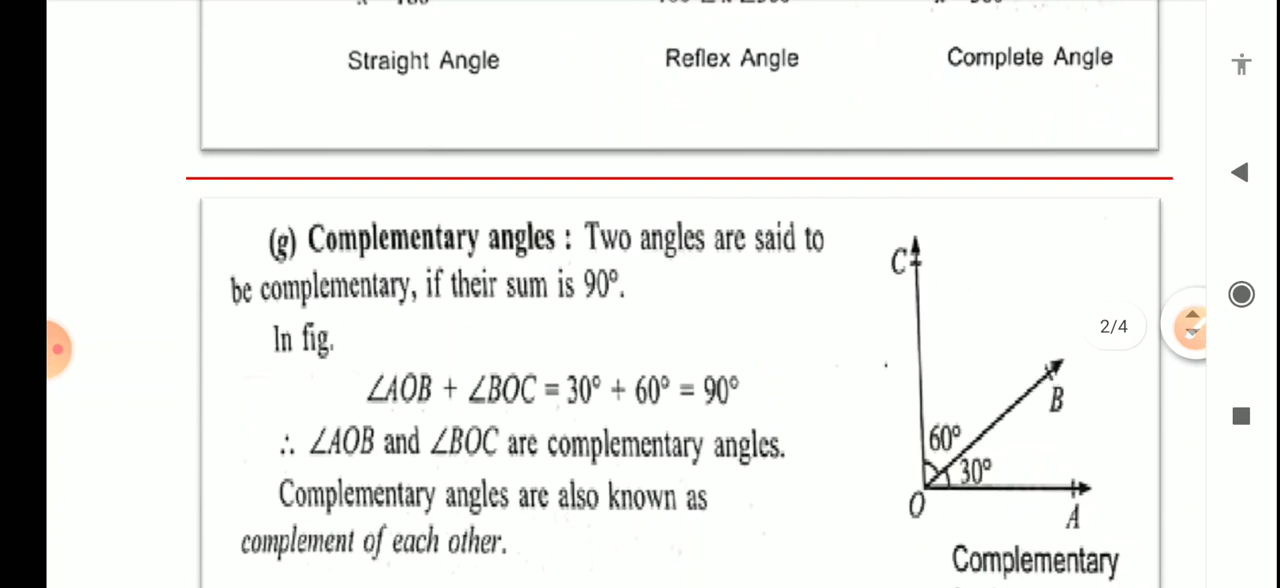 Straight Angle
Reflex Angle
Complete Angle
(g) Complementary angles : Two angles are said to
be complementary, if their sum is 90°.
In fig.
∠AOB + ∠BOC = 30° + 60° = 90°
∴ ∠AOB and ∠BOC are complementary angles.
Complementary angles are also known as
complement of each other.
C
2/4
B
60°
30°
O
A
Complementary